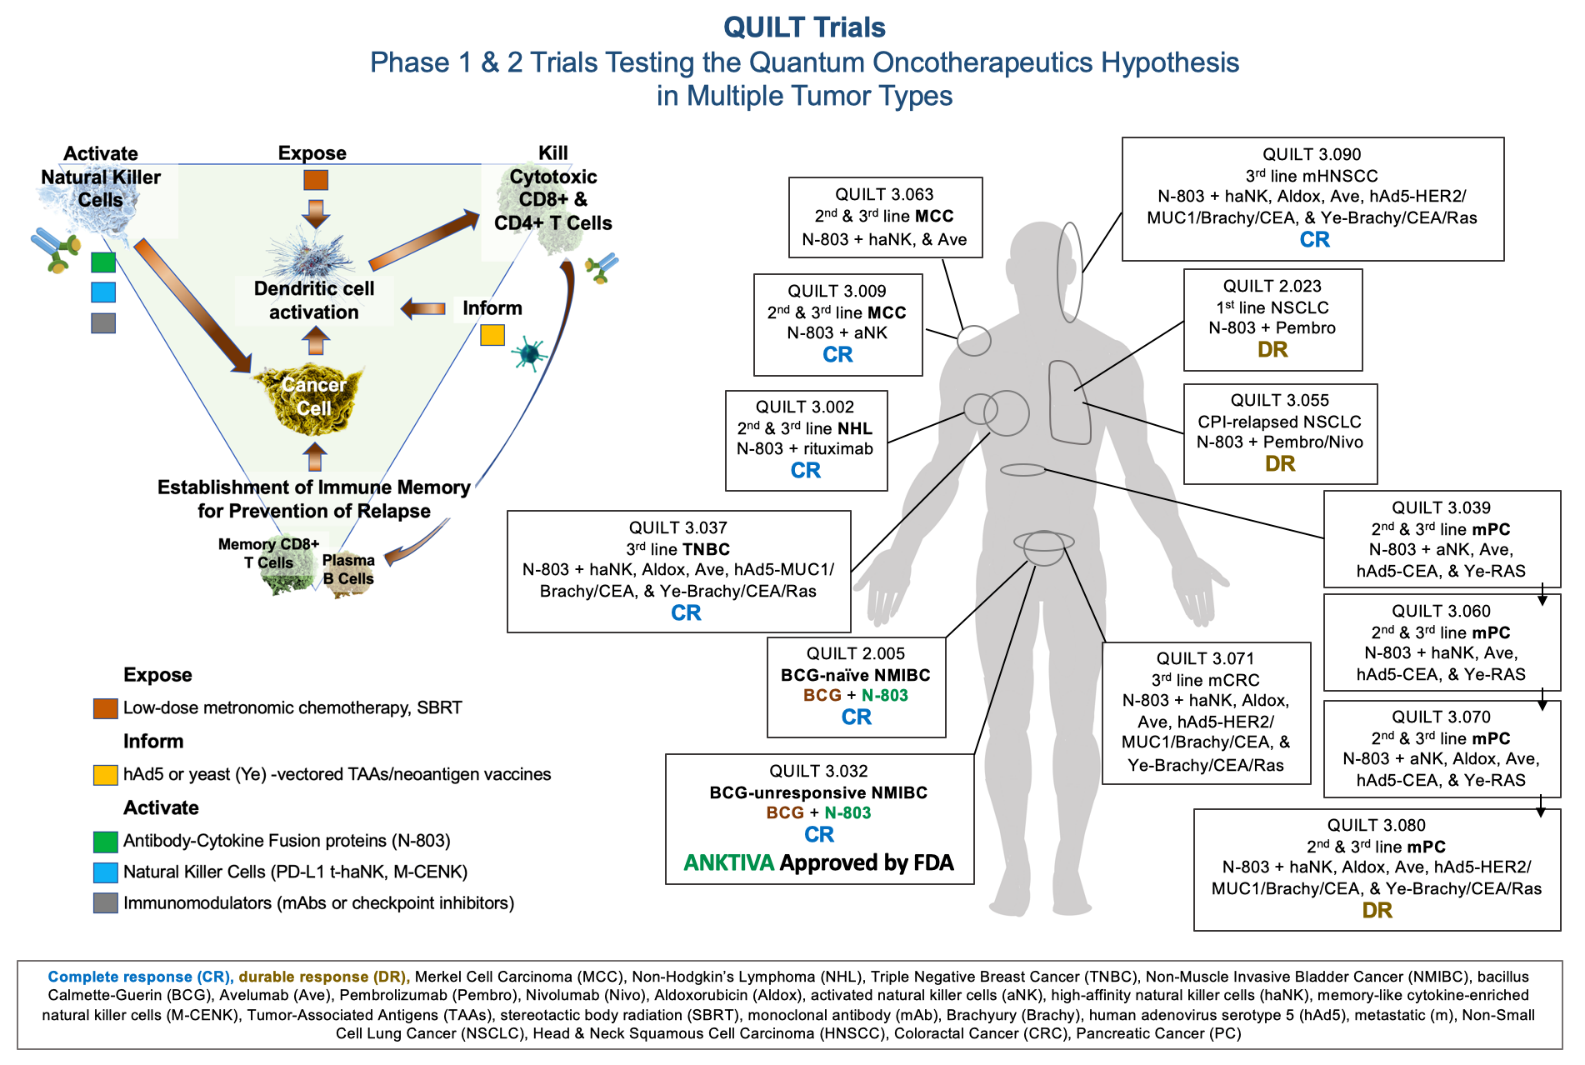 QUILT Trials
Phase 1 & 2 Trials Testing the Quantum Oncotherapeutics Hypothesis
in Multiple Tumor Types
Activate
Natural Killer
Cells
Expose
Kill
Cytotoxic
CD8+ &
CD4+ T Cells
Dendritic cell
activation
Inform
Cancer
Cell
Establishment of Immune Memory
for Prevention of Relapse
Memory CD8+
T Cells
Plasma
B Cells
Expose
Low-dose metronomic chemotherapy, SBRT
Inform
hAd5 or yeast (Ye) -vectored TAAs/neoantigen vaccines
Activate
Antibody-Cytokine Fusion proteins (N-803)
Natural Killer Cells (PD-L1 t-haNK, M-CENK)
Immunomodulators (mAbs or checkpoint inhibitors)
QUILT 3.063
2nd & 3rd line MCC
N-803 + haNK, & Ave
QUILT 3.009
2nd & 3rd line MCC
N-803 + aNK
CR
QUILT 3.002
2nd & 3rd line NHL
N-803 + rituximab
CR
QUILT 3.037
3rd line TNBC
N-803 + haNK, Aldox, Ave, hAd5-MUC1/
Brachy/CEA, & Ye-Brachy/CEA/Ras
CR
QUILT 2.005
BCG-naïve NMIBC
BCG + N-803
CR
QUILT 3.032
BCG-unresponsive NMIBC
BCG + N-803
CR
ANKTIVA Approved by FDA
QUILT 3.090
3rd line mHNSCC
N-803 + haNK, Aldox, Ave, hAd5-HER2/
MUC1/Brachy/CEA, & Ye-Brachy/CEA/Ras
CR
QUILT 2.023
1st line NSCLC
N-803 + Pembro
DR
QUILT 3.055
CPI-relapsed NSCLC
N-803 + Pembro/Nivo
DR
QUILT 3.039
2nd & 3rd line mPC
N-803 + aNK, Ave,
hAd5-CEA, & Ye-RAS
QUILT 3.060
2nd & 3rd line mPC
N-803 + haNK, Ave,
hAd5-CEA, & Ye-RAS
QUILT 3.070
2nd & 3rd line mPC
N-803 + aNK, Aldox, Ave,
hAd5-CEA, & Ye-RAS
QUILT 3.080
2nd & 3rd line mPC
N-803 + haNK, Aldox, Ave, hAd5-HER2/
MUC1/Brachy/CEA, & Ye-Brachy/CEA/Ras
DR
QUILT 3.071
3rd line mCRC
N-803 + haNK, Aldox,
Ave, hAd5-HER2/
MUC1/Brachy/CEA, &
Ye-Brachy/CEA/Ras
Complete response (CR), durable response (DR), Merkel Cell Carcinoma (MCC), Non-Hodgkin's Lymphoma (NHL), Triple Negative Breast Cancer (TNBC), Non-Muscle Invasive Bladder Cancer (NMIBC), bacillus
Calmette-Guerin (BCG), Avelumab (Ave), Pembrolizumab (Pembro), Nivolumab (Nivo), Aldoxorubicin (Aldox), activated natural killer cells (aNK), high-affinity natural killer cells (haNK), memory-like cytokine-enriched
natural killer cells (M-CENK), Tumor-Associated Antigens (TAAs), stereotactic body radiation (SBRT), monoclonal antibody (mAb), Brachyury (Brachy), human adenovirus serotype 5 (hAd5), metastatic (m), Non-Small
Cell Lung Cancer (NSCLC), Head & Neck Squamous Cell Carcinoma (HNSCC), Coloractal Cancer (CRC), Pancreatic Cancer (PC)